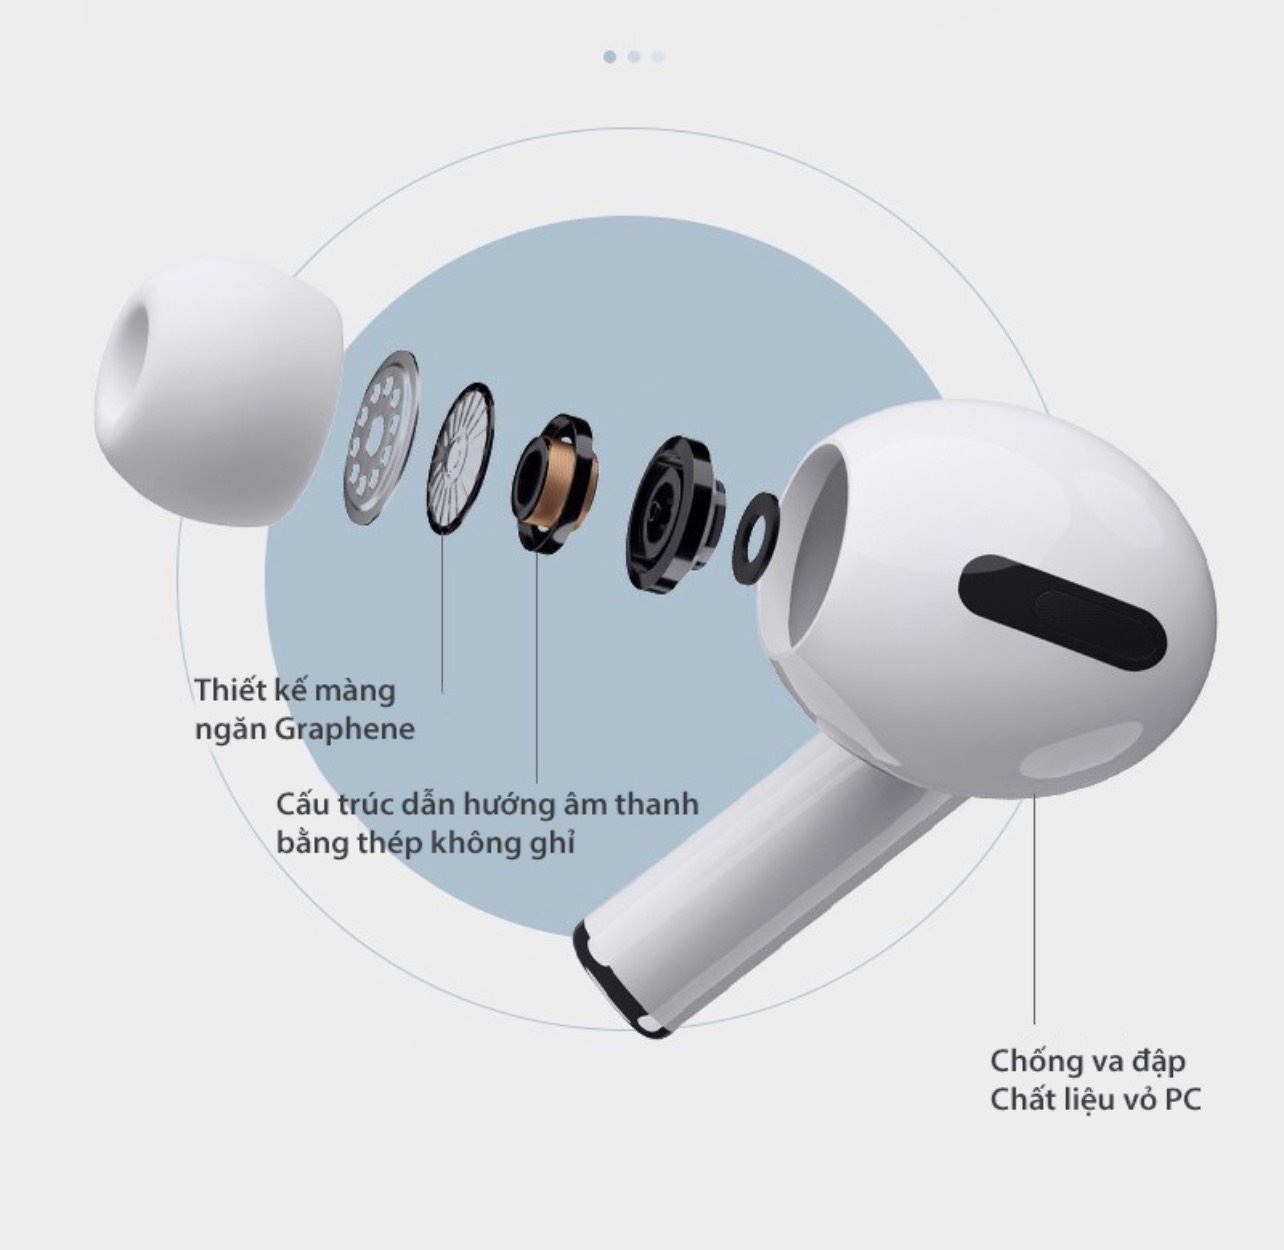 Thiết kế màng
ngăn Graphene
Cấu trúc dẫn hướng âm thanh
bằng thép không ghỉ
Chống va đập
Chất liệu vỏ PC